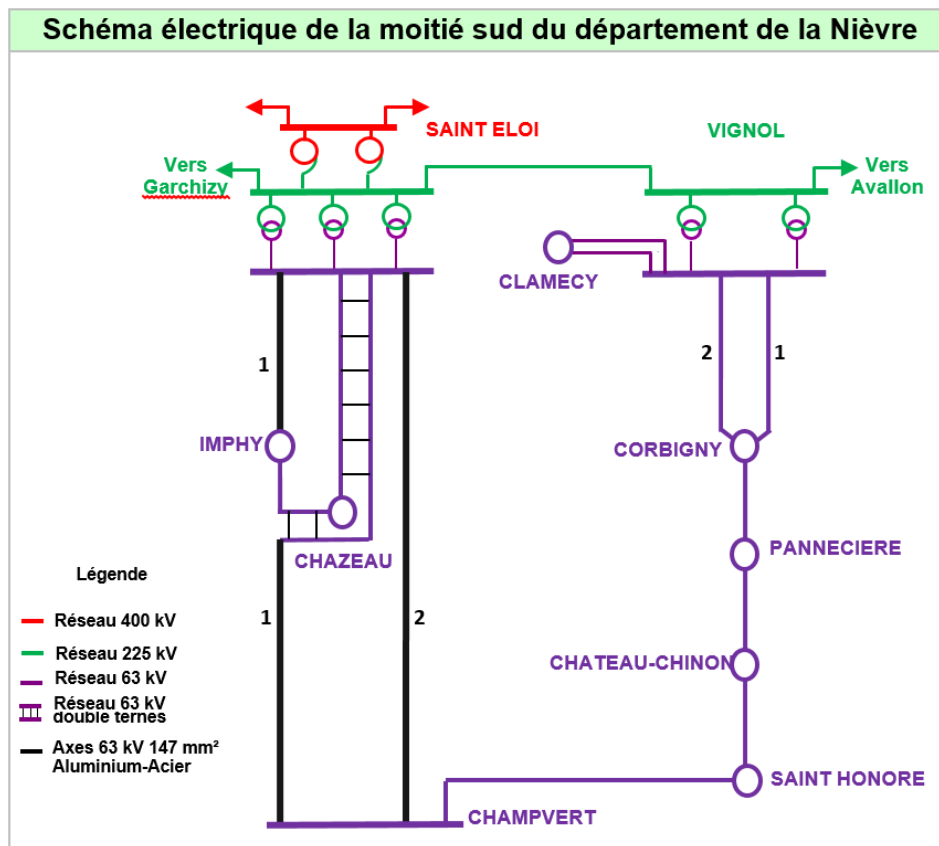 Schéma électrique de la moitié sud du département de la Nièvre
SAINT ELOI
VIGNOL
Vers
Garchizy
Vers
Avallon
CLAMECY
1
2
1
IMPHY
CORBIGNY
CHAZEAU
PANNECIERE
Légende
1
2
Réseau 400 kV
Réseau 225 kV
Réseau 63 kV
Réseau 63 kV
double ternes
Axes 63 kV 147 mm²
Aluminium-Acier
CHATEAU-CHINON
SAINT HONORE
CHAMPVERT